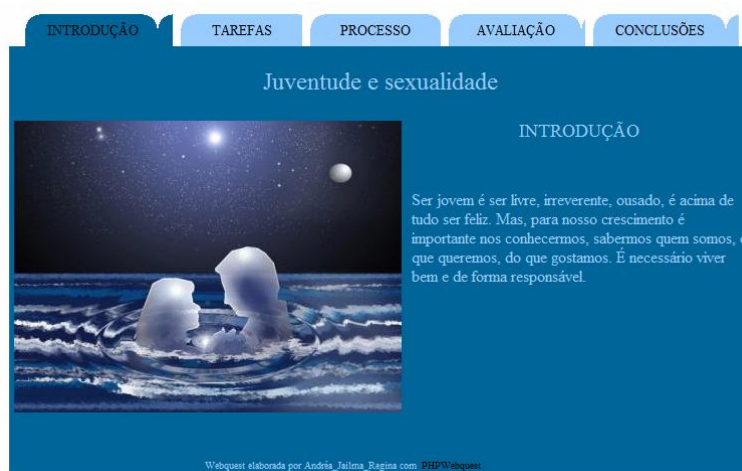 INTRODUÇÃO TAREFAS PROCESSO AVALIAÇÃO CONCLUSÕES
Juventude e sexualidade
INTRODUÇÃO
Ser jovem é ser livre, irreverente, ousado, é acima de
tudo ser feliz. Mas, para nosso crescimento é
importante nos conhecermos, sabermos quem somos,
que queremos, do que gostamos. É necessário viver
bem e de forma responsável.
Webquest elaborada por Andréa_Jailma_Regina com PHPWebquest